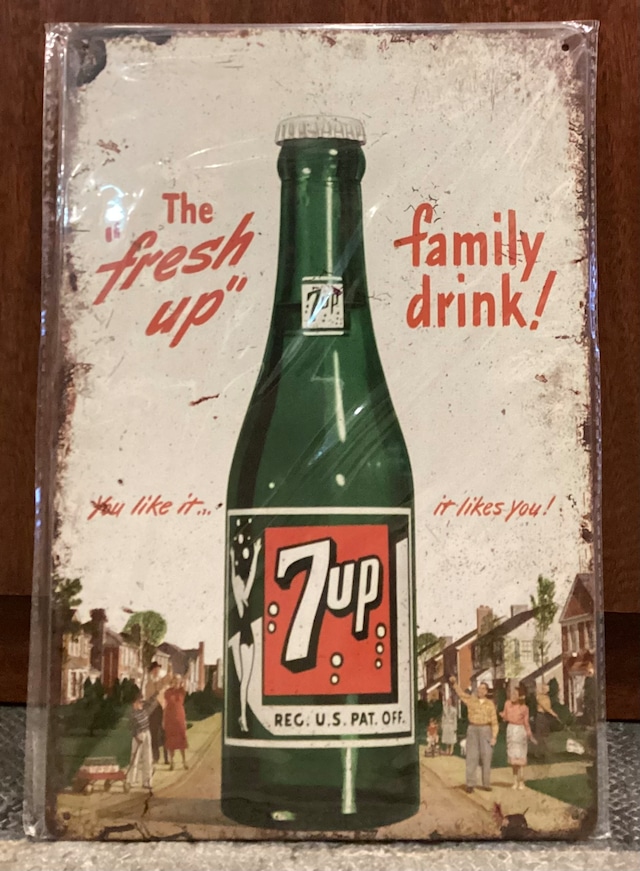 The
"fresh
up"
family
drink!
7up
You like it...
it likes you!
7up
REG. U.S. PAT. OFF.